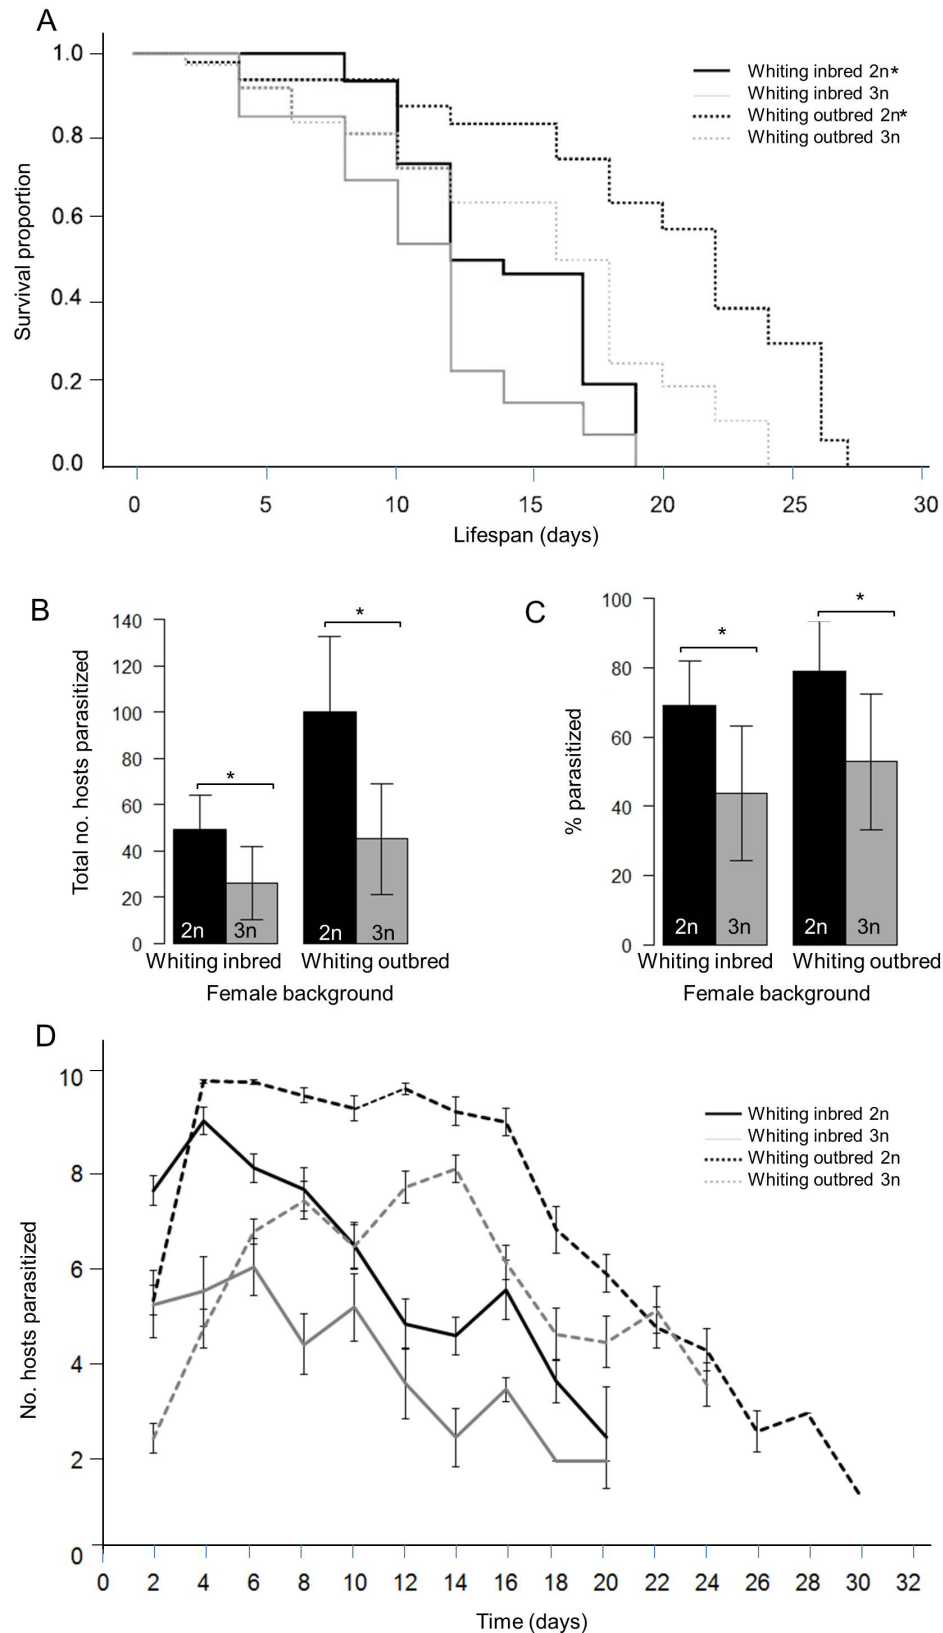 A
Survival proportion
1.0
0.8
0.6
0.4
0.2
0.0
Whiting inbred 2n*
Whiting inbred 3n
Whiting outbred 2n*
Whiting outbred 3n
0 5 10 15 20 25 30
Lifespan (days)
B
Total no. hosts parasitized
140
120
100
80
60
40
20
0
*
*
2n 3n 2n 3n
Whiting inbred Whiting outbred
Female background
C
% parasitized
100
80
60
40
20
0
*
*
2n 3n 2n 3n
Whiting inbred Whiting outbred
Female background
D
No. hosts parasitized
10
8
6
4
2
0
Whiting inbred 2n
Whiting inbred 3n
Whiting outbred 2n
Whiting outbred 3n
0 2 4 6 8 10 12 14 16 18 20 22 24 26 28 30 32
Time (days)